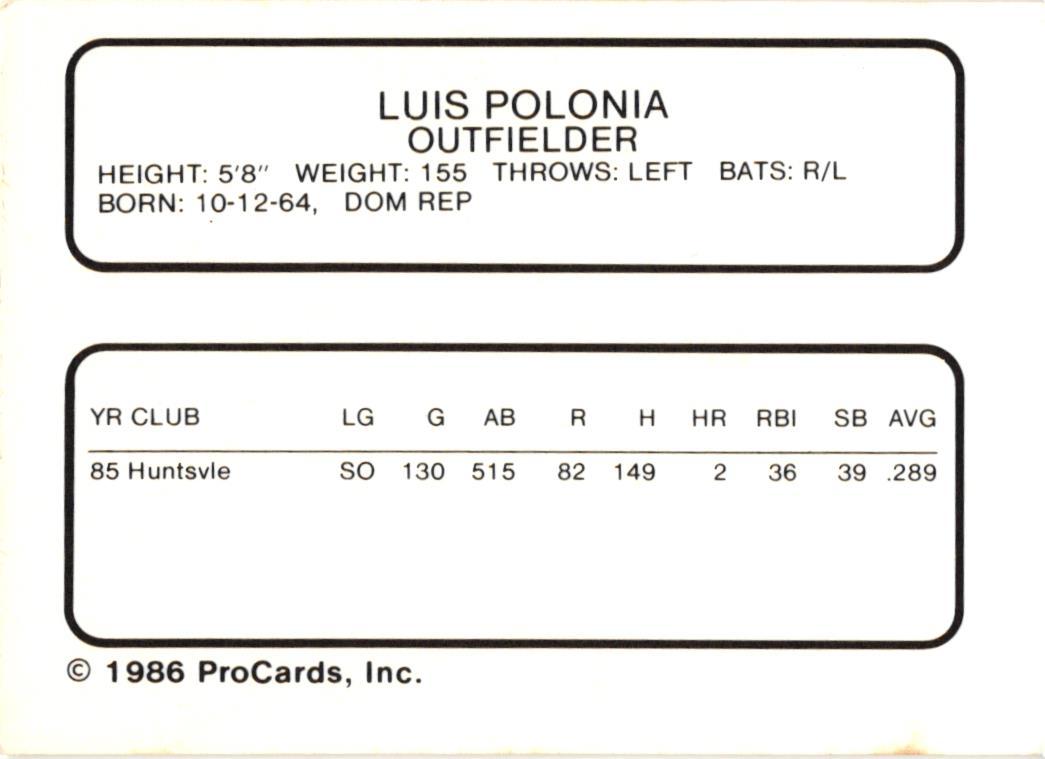 LUIS POLONIA
OUTFIELDER
HEIGHT: 5'8" WEIGHT: 155 THROWS: LEFT BATS: R/L
BORN: 10-12-64, DOM REP
YR CLUB LG G AB R H HR RBI SB AVG
85 Huntsvle SO 130 515 82 149 2 36 39 .289
© 1986 ProCards, Inc.